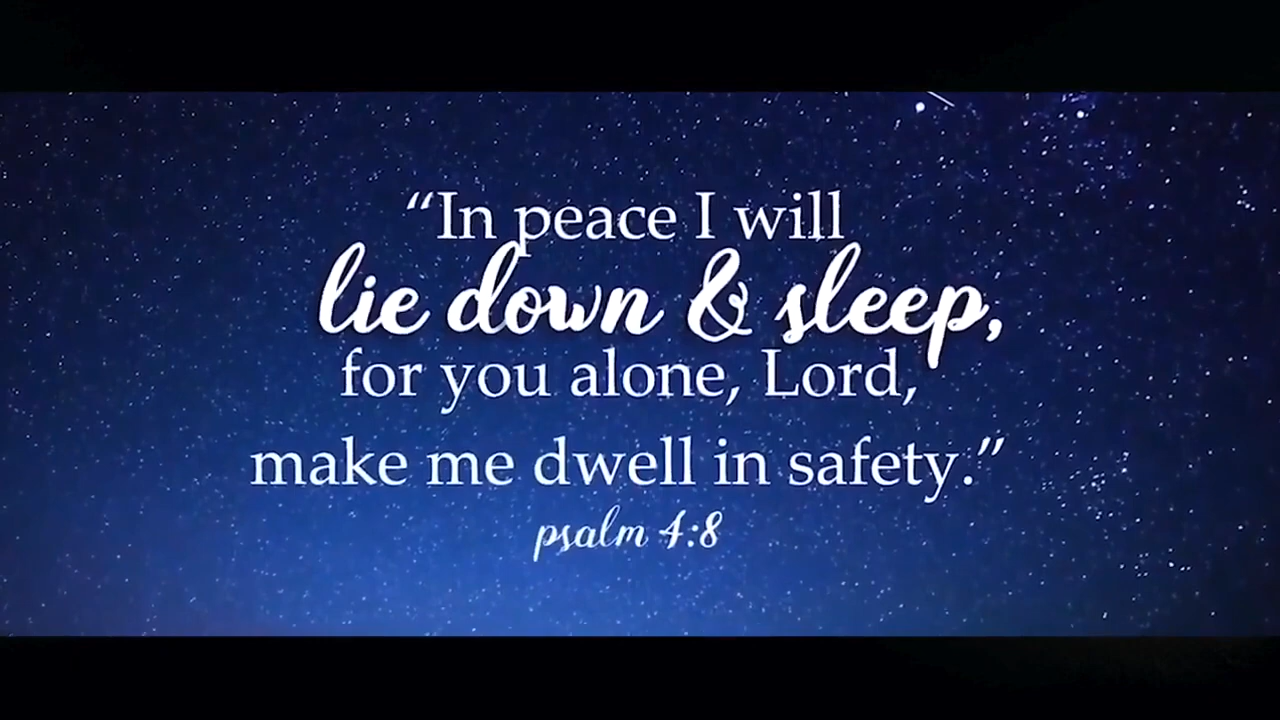 “In peace I will
lie down & sleep,
for you alone, Lord,
make me dwell in safety.”
psalm 4:8